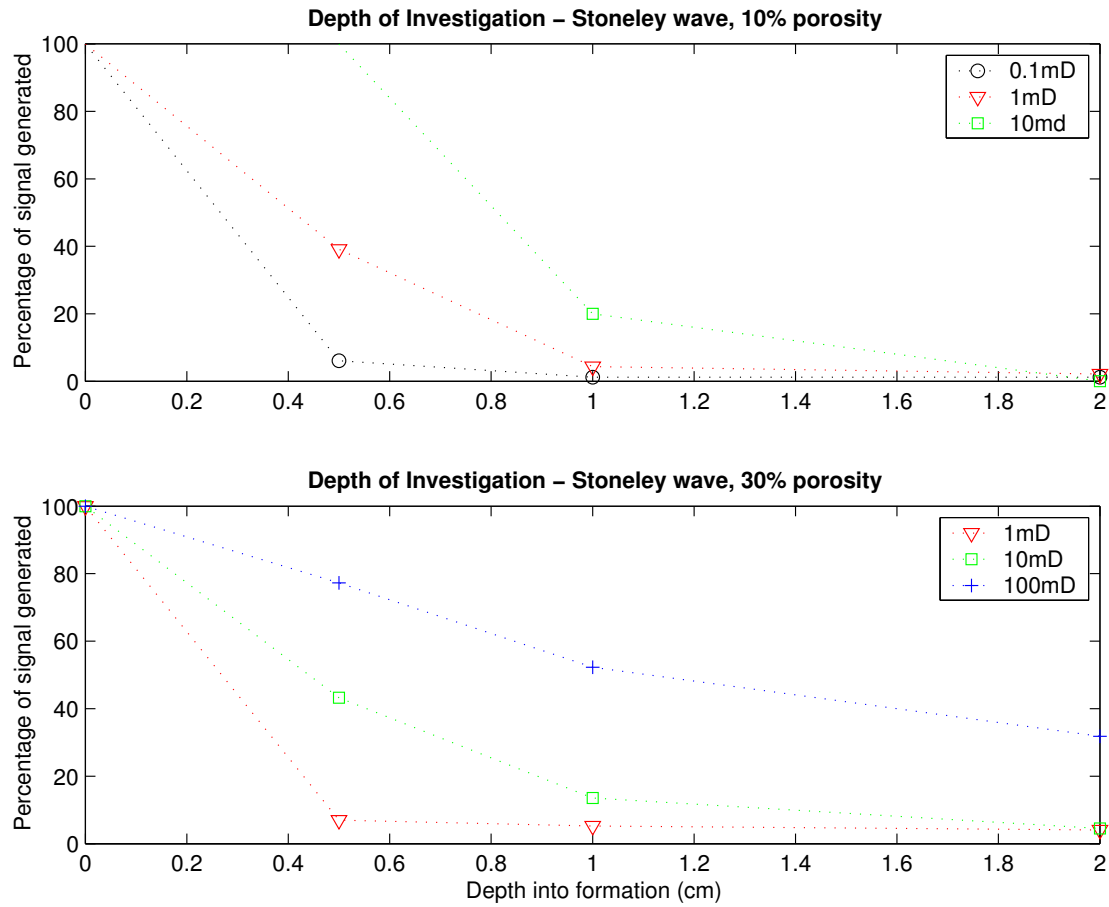 Depth of Investigation – Stoneley wave, 10% porosity
Percentage of signal generated
100
80
60
40
20
0
0 0.2 0.4 0.6 0.8 1 1.2 1.4 1.6 1.8 2
0.1mD
1mD
10md
Depth of Investigation – Stoneley wave, 30% porosity
Percentage of signal generated
100
80
60
40
20
0
0 0.2 0.4 0.6 0.8 1 1.2 1.4 1.6 1.8 2
1mD
10mD
100mD
Depth into formation (cm)